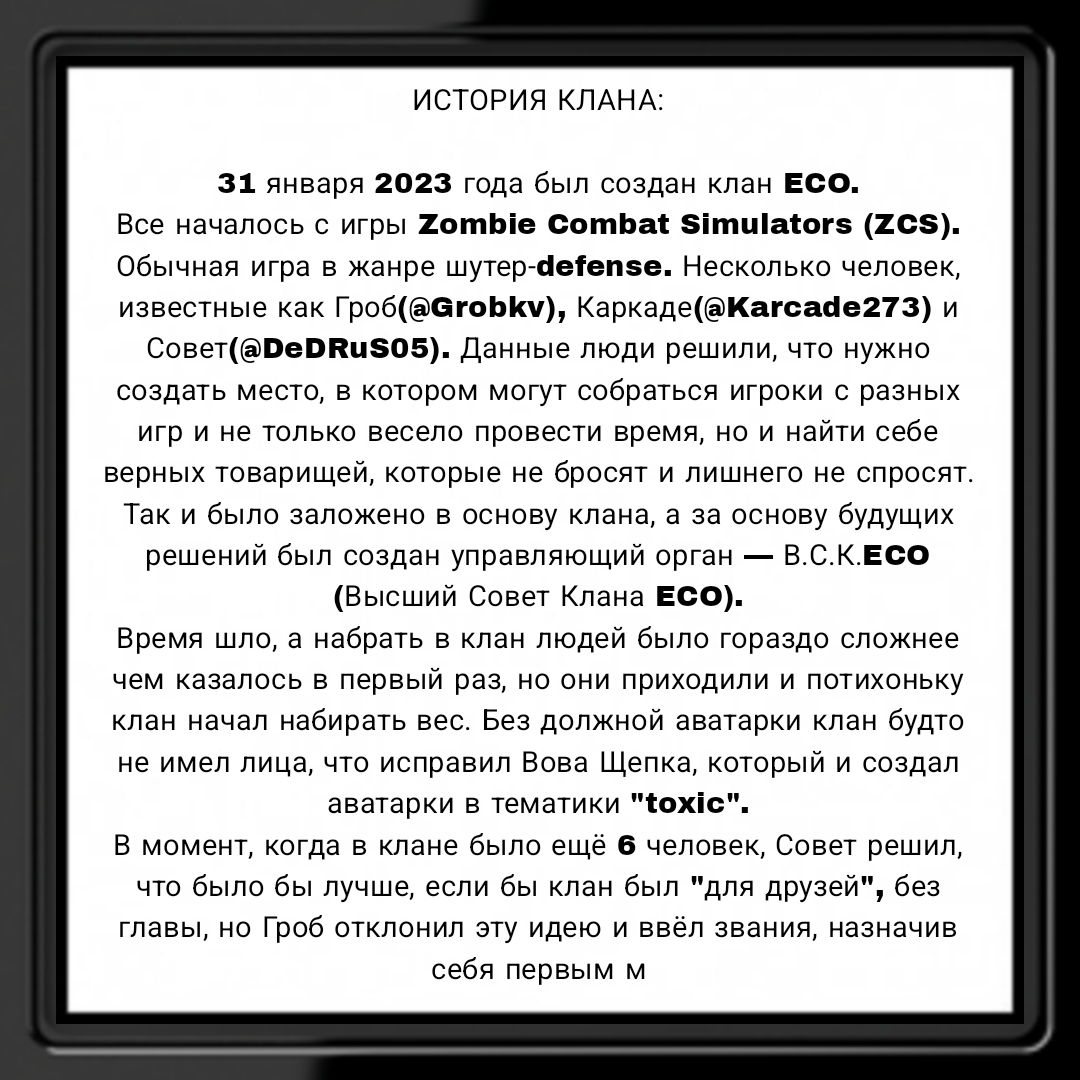 ИСТОРИЯ КЛАНА:
31 января 2023 года был создан клан ECO.
Все началось с игры Zombie Combat Simulators (ZCS).
Обычная игра в жанре шутер-defense. Несколько человек,
известные как Гроб(@Grobkv), Каркаде(@Karcade273) и
Совет(@DeDRuS05). Данные люди решили, что нужно
создать место, в котором могут собраться игроки с разных
игр и не только весело провести время, но и найти себе
верных товарищей, которые не бросят и лишнего не спросят.
Так и было заложено в основу клана, а за основу будущих
решений был создан управляющий орган — В.С.К.ECO
(Высший Совет Клана ECO).
Время шло, а набрать в клан людей было гораздо сложнее
чем казалось в первый раз, но они приходили и потихоньку
клан начал набирать вес. Без должной аватарки клан будто
не имел лица, что исправил Вова Щепка, который и создал
аватарки в тематики "toxic".
В момент, когда в клане было ещё 6 человек, Совет решил,
что было бы лучше, если бы клан был "для друзей", без
главы, но Гроб отклонил эту идею и ввёл звания, назначив
себя первым м